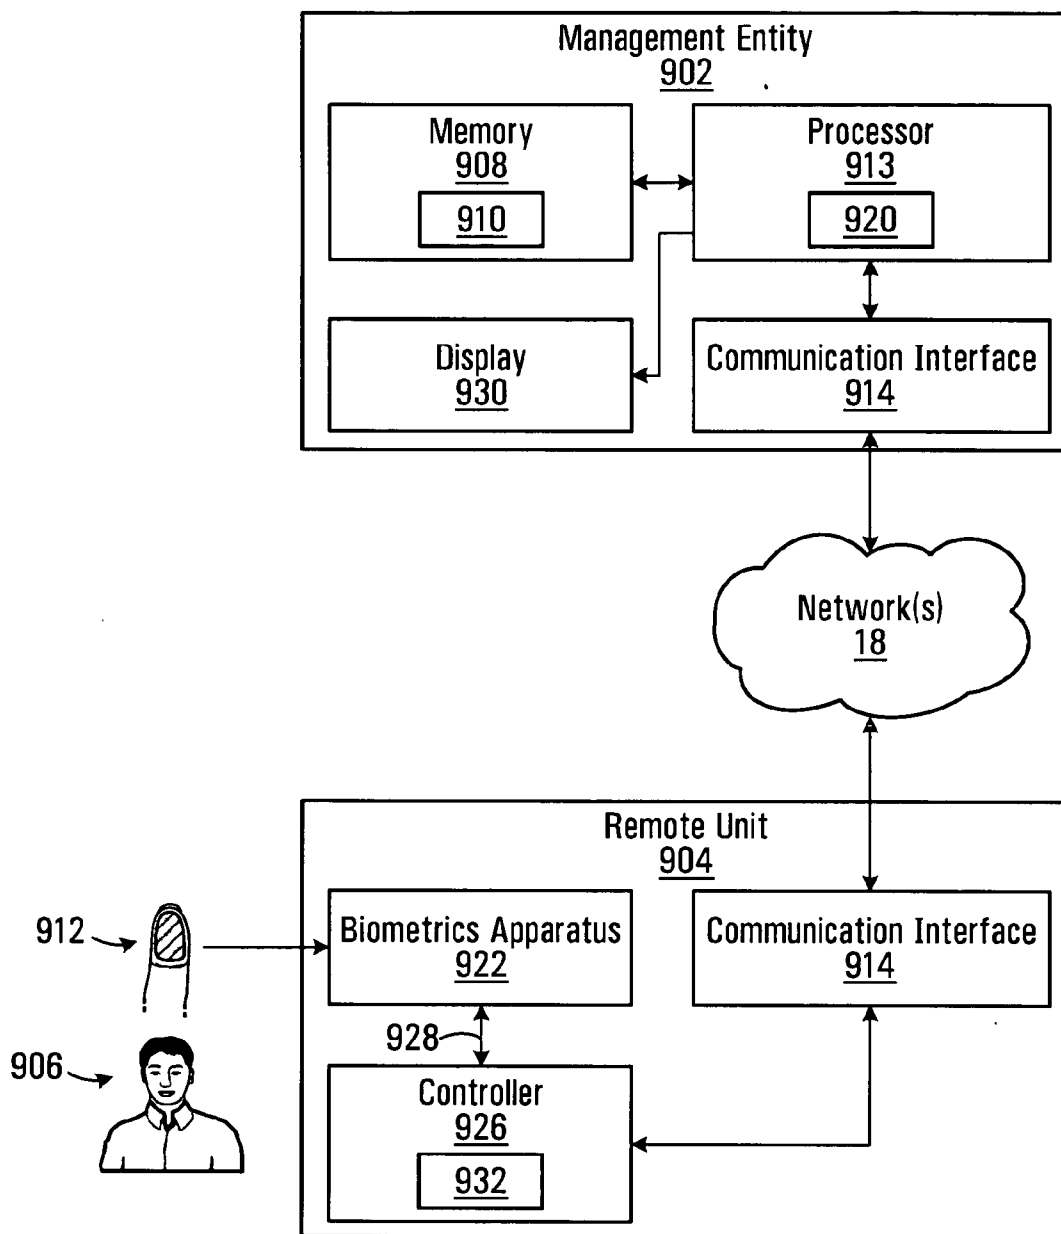 Management Entity
902
Memory
908
910
Processor
913
920
Display
930
Communication Interface
914
Network(s)
18
Remote Unit
904
912
Biometrics Apparatus
922
Communication Interface
914
928
906
Controller
926
932